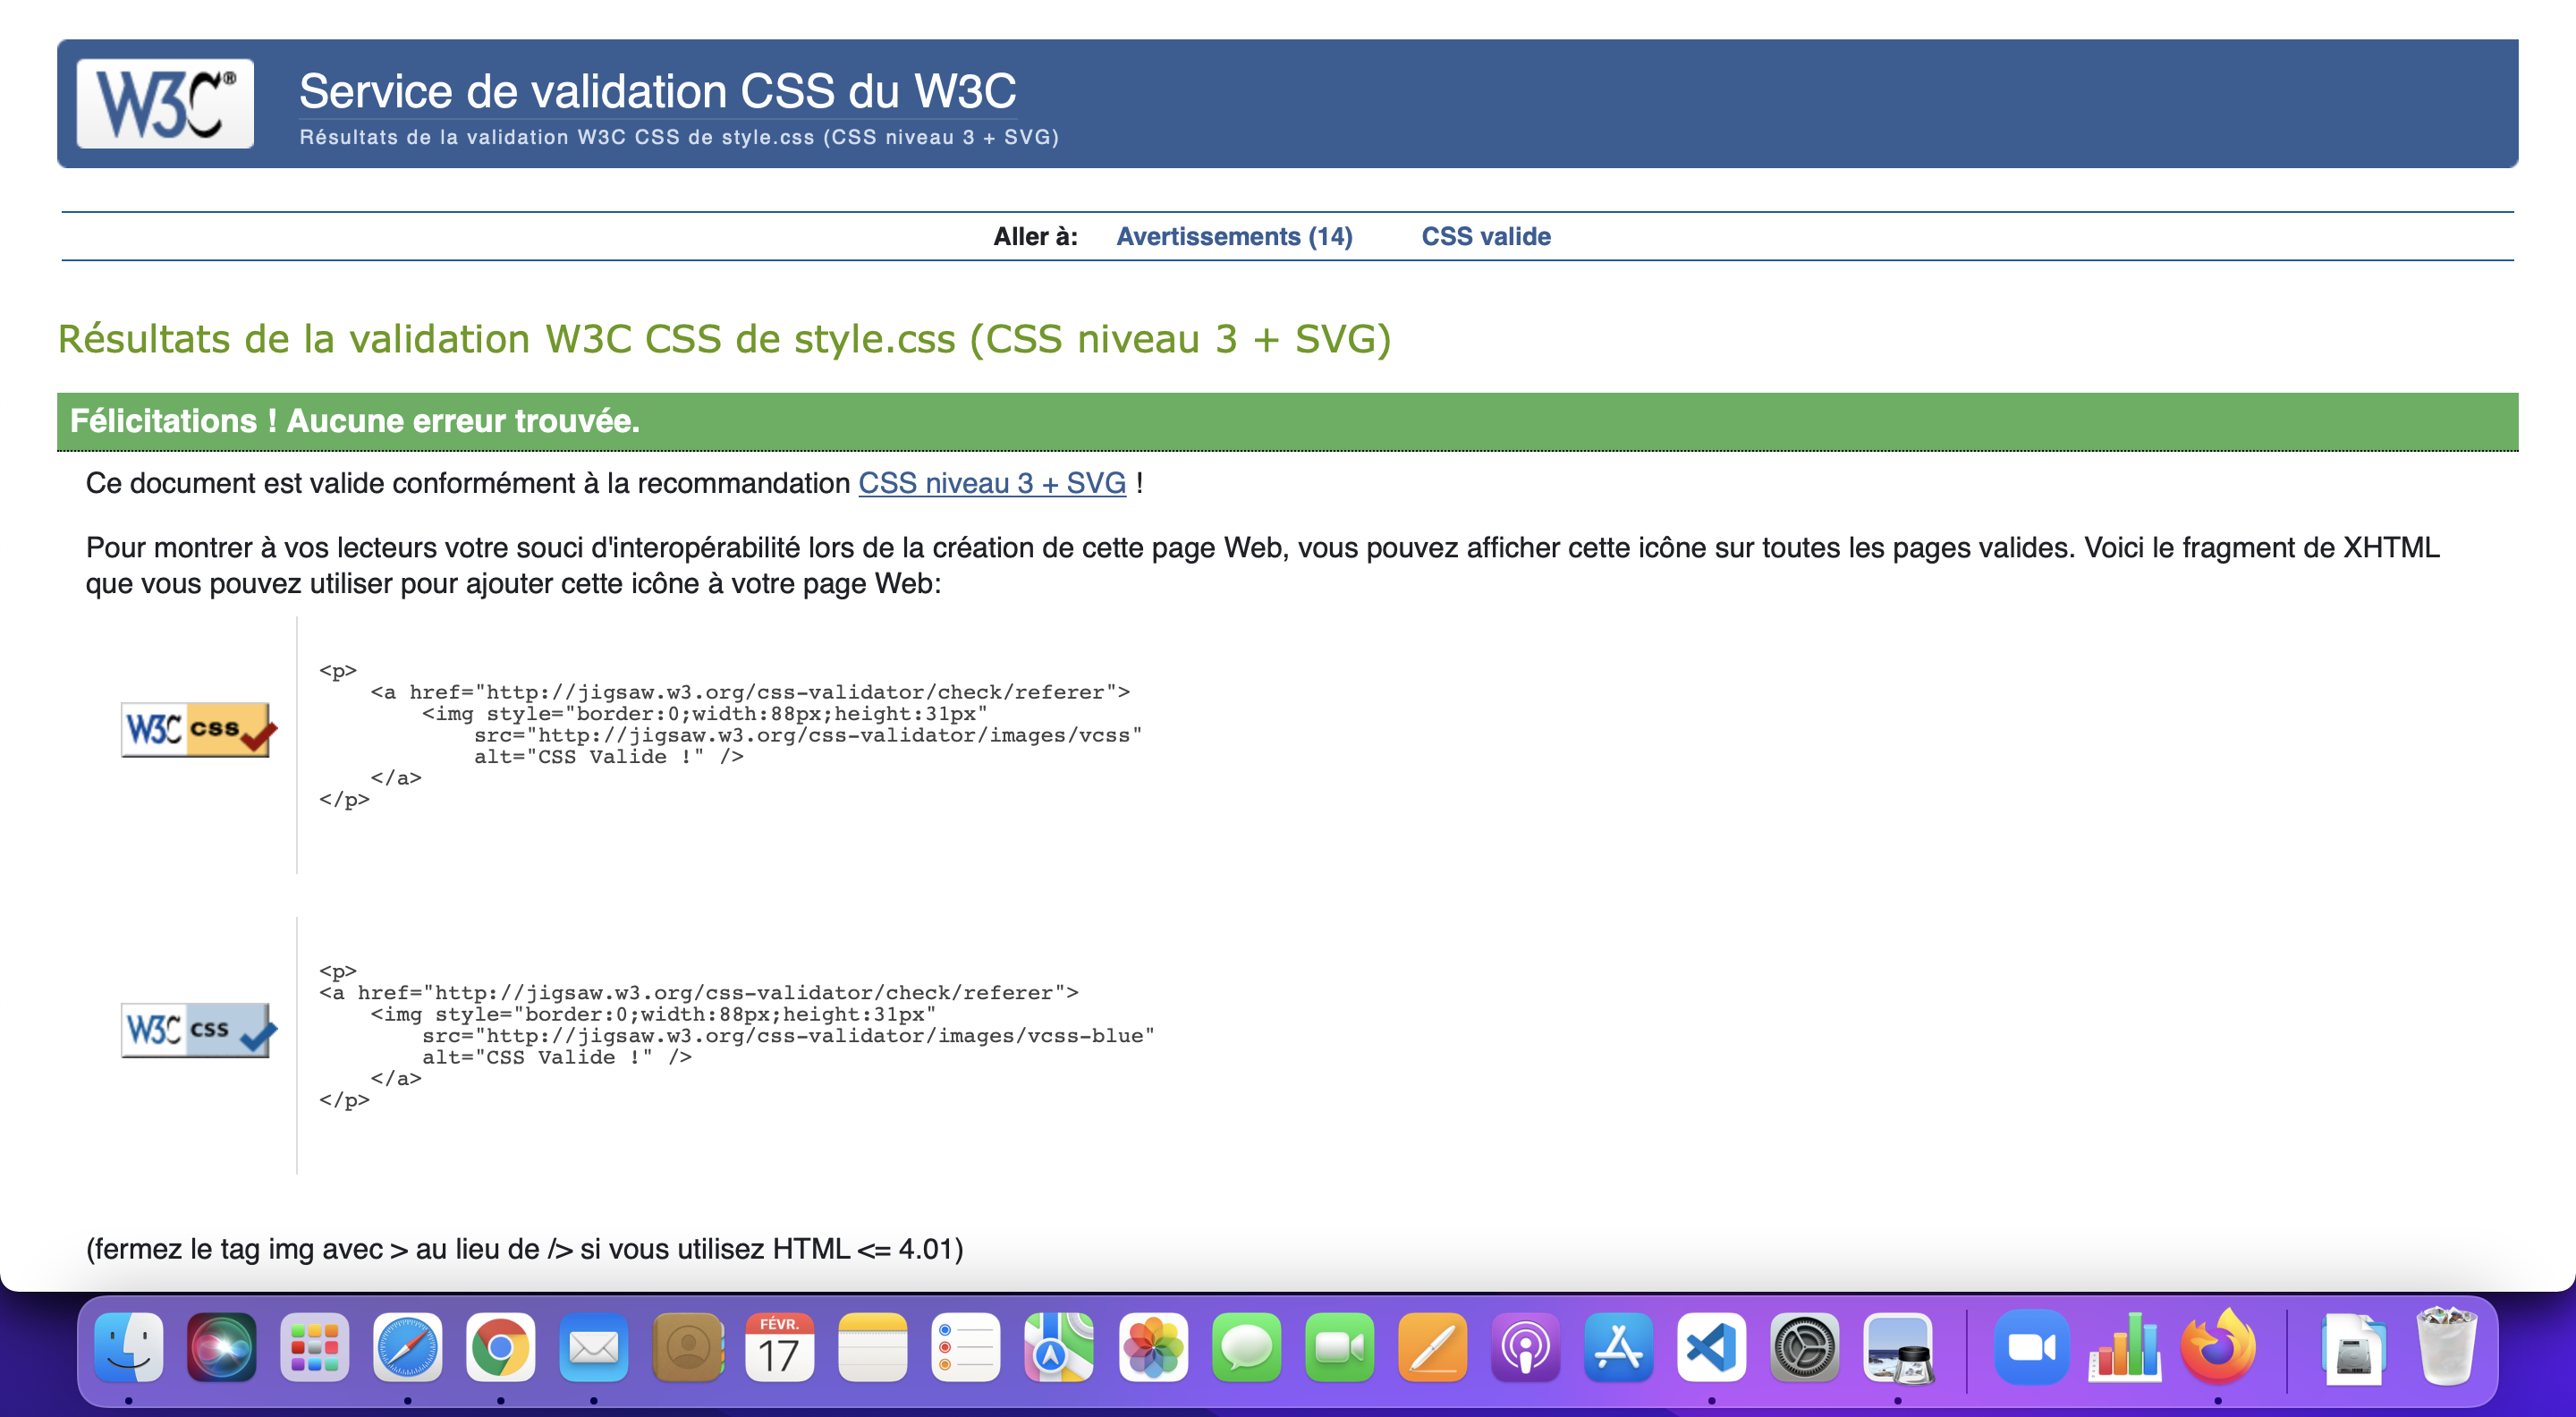 W3C®
Service de validation CSS du W3C
Résultats de la validation W3C CSS de style.css (CSS niveau 3 + SVG)
Aller à: Avertissements (14) CSS valide
Résultats de la validation W3C CSS de style.css (CSS niveau 3 + SVG)
Félicitations ! Aucune erreur trouvée.
Ce document est valide conformément à la recommandation CSS niveau 3 + SVG !
Pour montrer à vos lecteurs votre souci d'interopérabilité lors de la création de cette page Web, vous pouvez afficher cette icône sur toutes les pages valides. Voici le fragment de XHTML
que vous pouvez utiliser pour ajouter cette icône à votre page Web:
W3C css
<p>
<a href="http://jigsaw.w3.org/css-validator/check/referer">
<img style="border:0;width:88px;height:31px"
src="http://jigsaw.w3.org/css-validator/images/vcss"
alt="CSS Valide !" />
</a>
</p>
W3C css
<p>
<a href="http://jigsaw.w3.org/css-validator/check/referer">
<img style="border:0;width:88px;height:31px"
src="http://jigsaw.w3.org/css-validator/images/vcss-blue"
alt="CSS Valide !" />
</a>
</p>
(fermez le tag img avec > au lieu de /> si vous utilisez HTML <= 4.01)
FÉVR.
17